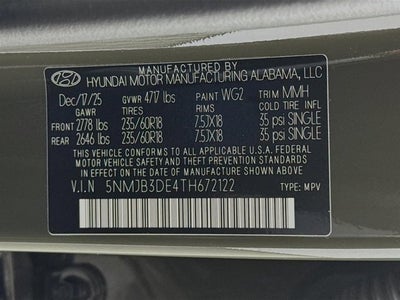 MANUFACTURED BY
HYUNDAI MOTOR MANUFACTURING ALABAMA, LLC
Dec/17/25 GVWR 4717 lbs PAINT WG2 TRIM MMH
GAWR TIRES RIMS
FRONT 2778 lbs 235/60R18 7.5JX18 35 psi SINGLE
REAR 2646 lbs 235/60R18 7.5JX18 35 psi SINGLE
THIS VEHICLE CONFORMS TO ALL APPLICABLE U.S. FEDERAL
MOTOR VEHICLE SAFETY, BUMPER, AND THEFT PREVENTION
STANDARDS IN EFFECT ON THE DATE OF MANUFACTURE SHOWN ABOVE.
V.I.N 5NMJB3DE4TH672122 TYPE: MPV